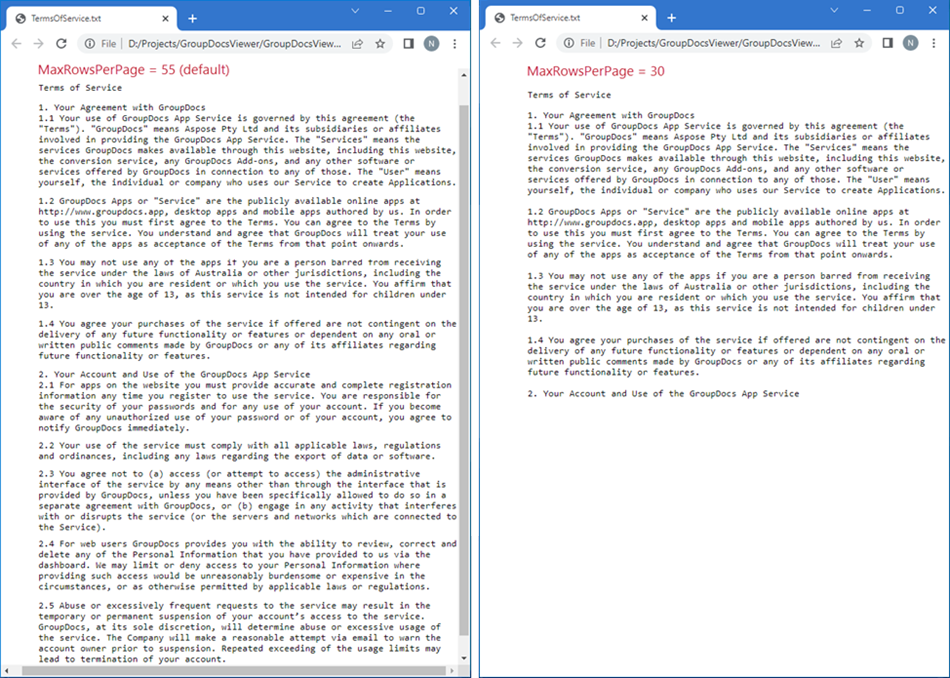 TermsOfService.txt
File
D:/Projects/GroupDocsViewer/GroupDocsView...
N
MaxRowsPerPage = 55 (default)
Terms of Service
1. Your Agreement with GroupDocs
1.1 Your use of GroupDocs App Service is governed by this agreement (the
"Terms"). "GroupDocs" means Aspose Pty Ltd and its subsidiaries or affiliates
involved in providing the GroupDocs App Service. The "Services" means the
services GroupDocs makes available through this website, including this website,
the conversion service, any GroupDocs Add-ons, and any other software or
services offered by GroupDocs in connection to any of those. The "User" means
yourself, the individual or company who uses our Service to create Applications.
1.2 GroupDocs Apps or "Service" are the publicly available online apps at
http://www.groupdocs.app, desktop apps and mobile apps authored by us. In order
to use this you must first agree to the Terms. You can agree to the Terms by
using the service. You understand and agree that GroupDocs will treat your use
of any of the apps as acceptance of the Terms from that point onwards.
1.3 You may not use any of the apps if you are a person barred from receiving
the service under the laws of Australia or other jurisdictions, including the
country in which you are resident or which you use the service. You affirm that
you are over the age of 13, as this service is not intended for children under
13.
1.4 You agree your purchases of the service if offered are not contingent on the
delivery of any future functionality or features or dependent on any oral or
written public comments made by GroupDocs or any of its affiliates regarding
future functionality or features.
2. Your Account and Use of the GroupDocs App Service
2.1 For apps on the website you must provide accurate and complete registration
information any time you register to use the service. You are responsible for
the security of your passwords and for any use of your account. If you become
aware of any unauthorized use of your password or of your account, you agree to
notify GroupDocs immediately.
2.2 Your use of the service must comply with all applicable laws, regulations
and ordinances, including any laws regarding the export of data or software.
2.3 You agree not to (a) access (or attempt to access) the administrative
interface of the service by any means other than through the interface that is
provided by GroupDocs, unless you have been specifically allowed to do so in a
separate agreement with GroupDocs, or (b) engage in any activity that interferes
with or disrupts the service (or the servers and networks which are connected to
the Service).
2.4 For web users GroupDocs provides you with the ability to review, correct and
delete any of the Personal Information that you have provided to us via the
dashboard. We may limit or deny access to your Personal Information where
providing such access would be unreasonably burdensome or expensive in the
circumstances, or as otherwise permitted by applicable laws or regulations.
2.5 Abuse or excessively frequent requests to the service may result in the
temporary or permanent suspension of your account's access to the service.
GroupDocs, at its sole discretion, will determine abuse or excessive usage of
the service. The Company will make a reasonable attempt via email to warn the
account owner prior to suspension. Repeated exceeding of the usage limits may
lead to termination of your account.
TermsOfService.txt
File
D:/Projects/GroupDocsViewer/GroupDocsView...
N
MaxRowsPerPage = 30
Terms of Service
1. Your Agreement with GroupDocs
1.1 Your use of GroupDocs App Service is governed by this agreement (the
"Terms"). "GroupDocs" means Aspose Pty Ltd and its subsidiaries or affiliates
involved in providing the GroupDocs App Service. The "Services" means the
services GroupDocs makes available through this website, including this website,
the conversion service, any GroupDocs Add-ons, and any other software or
services offered by GroupDocs in connection to any of those. The "User" means
yourself, the individual or company who uses our Service to create Applications.
1.2 GroupDocs Apps or "Service" are the publicly available online apps at
http://www.groupdocs.app, desktop apps and mobile apps authored by us. In order
to use this you must first agree to the Terms. You can agree to the Terms by
using the service. You understand and agree that GroupDocs will treat your use
of any of the apps as acceptance of the Terms from that point onwards.
1.3 You may not use any of the apps if you are a person barred from receiving
the service under the laws of Australia or other jurisdictions, including the
country in which you are resident or which you use the service. You affirm that
you are over the age of 13, as this service is not intended for children under
13.
1.4 You agree your purchases of the service if offered are not contingent on the
delivery of any future functionality or features or dependent on any oral or
written public comments made by GroupDocs or any of its affiliates regarding
future functionality or features.
2. Your Account and Use of the GroupDocs App Service